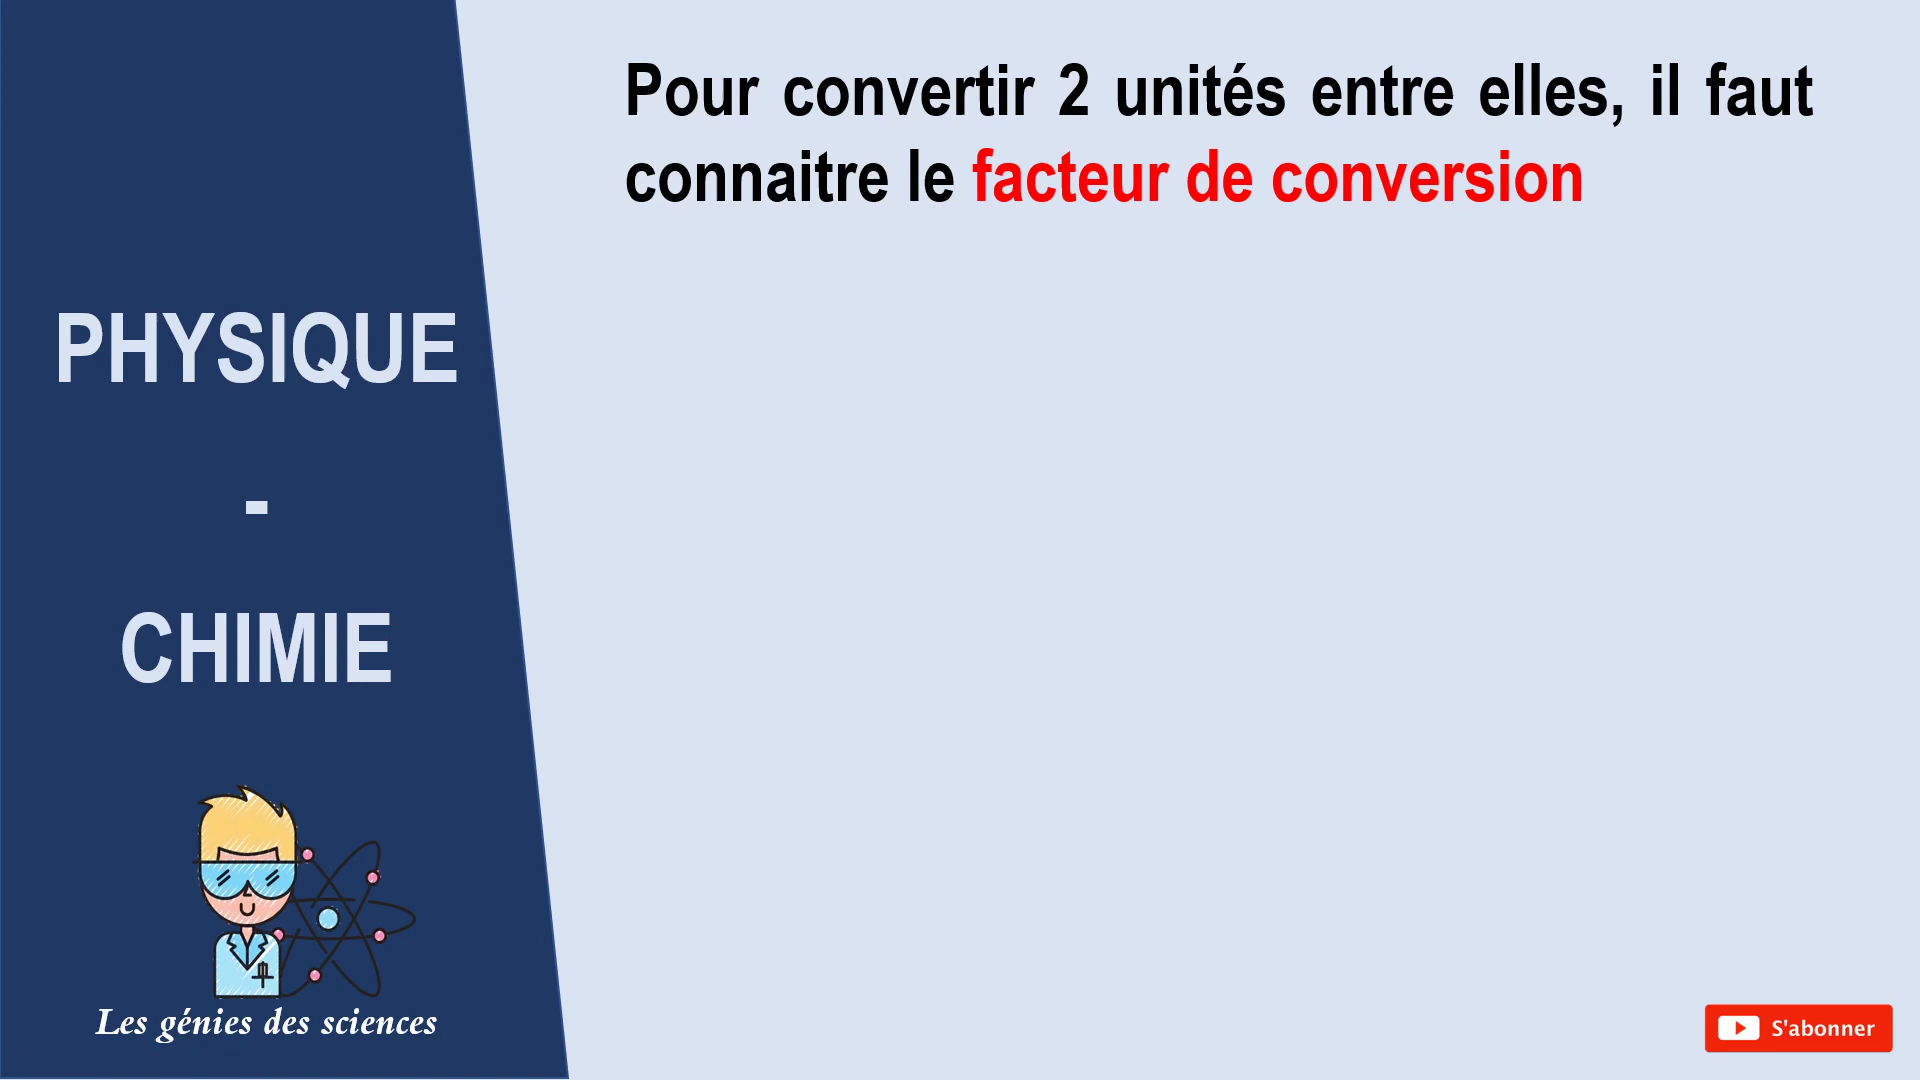 Pour convertir 2 unités entre elles, il faut
connaitre le facteur de conversion
PHYSIQUE
-
CHIMIE
Les génies des sciences
S'abonner